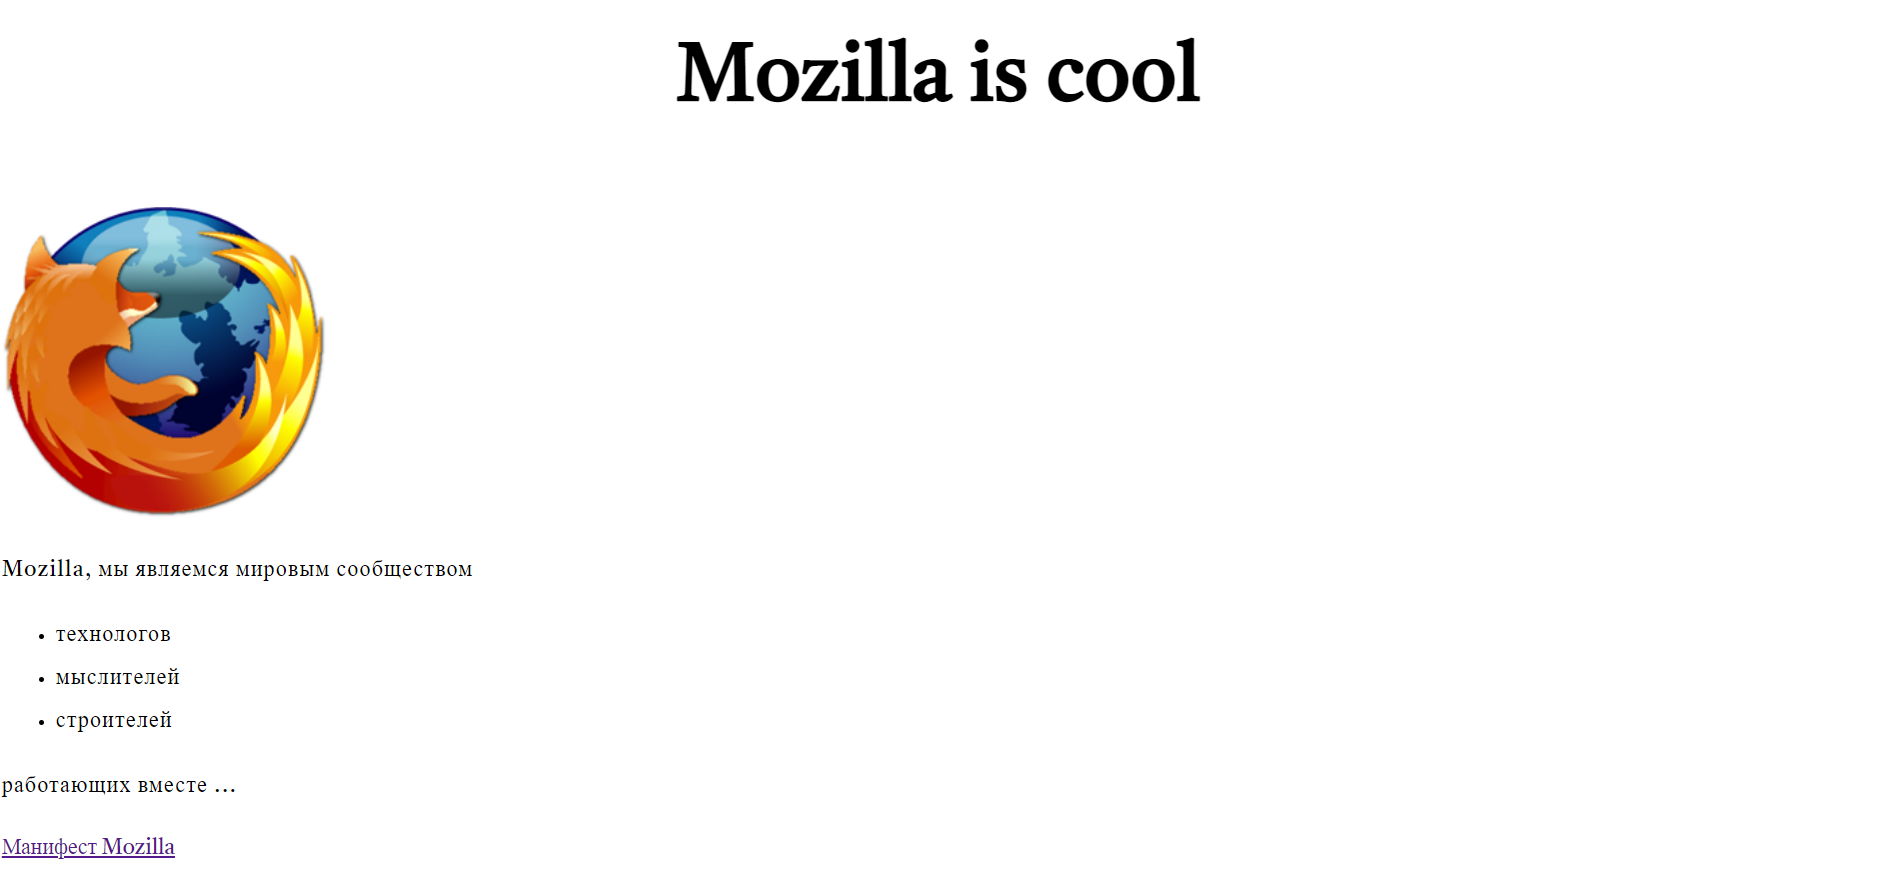 Mozilla is cool
Mozilla, мы являемся мировым сообществом
технологов
мыслителей
строителей
работающих вместе ...
Манифест Mozilla